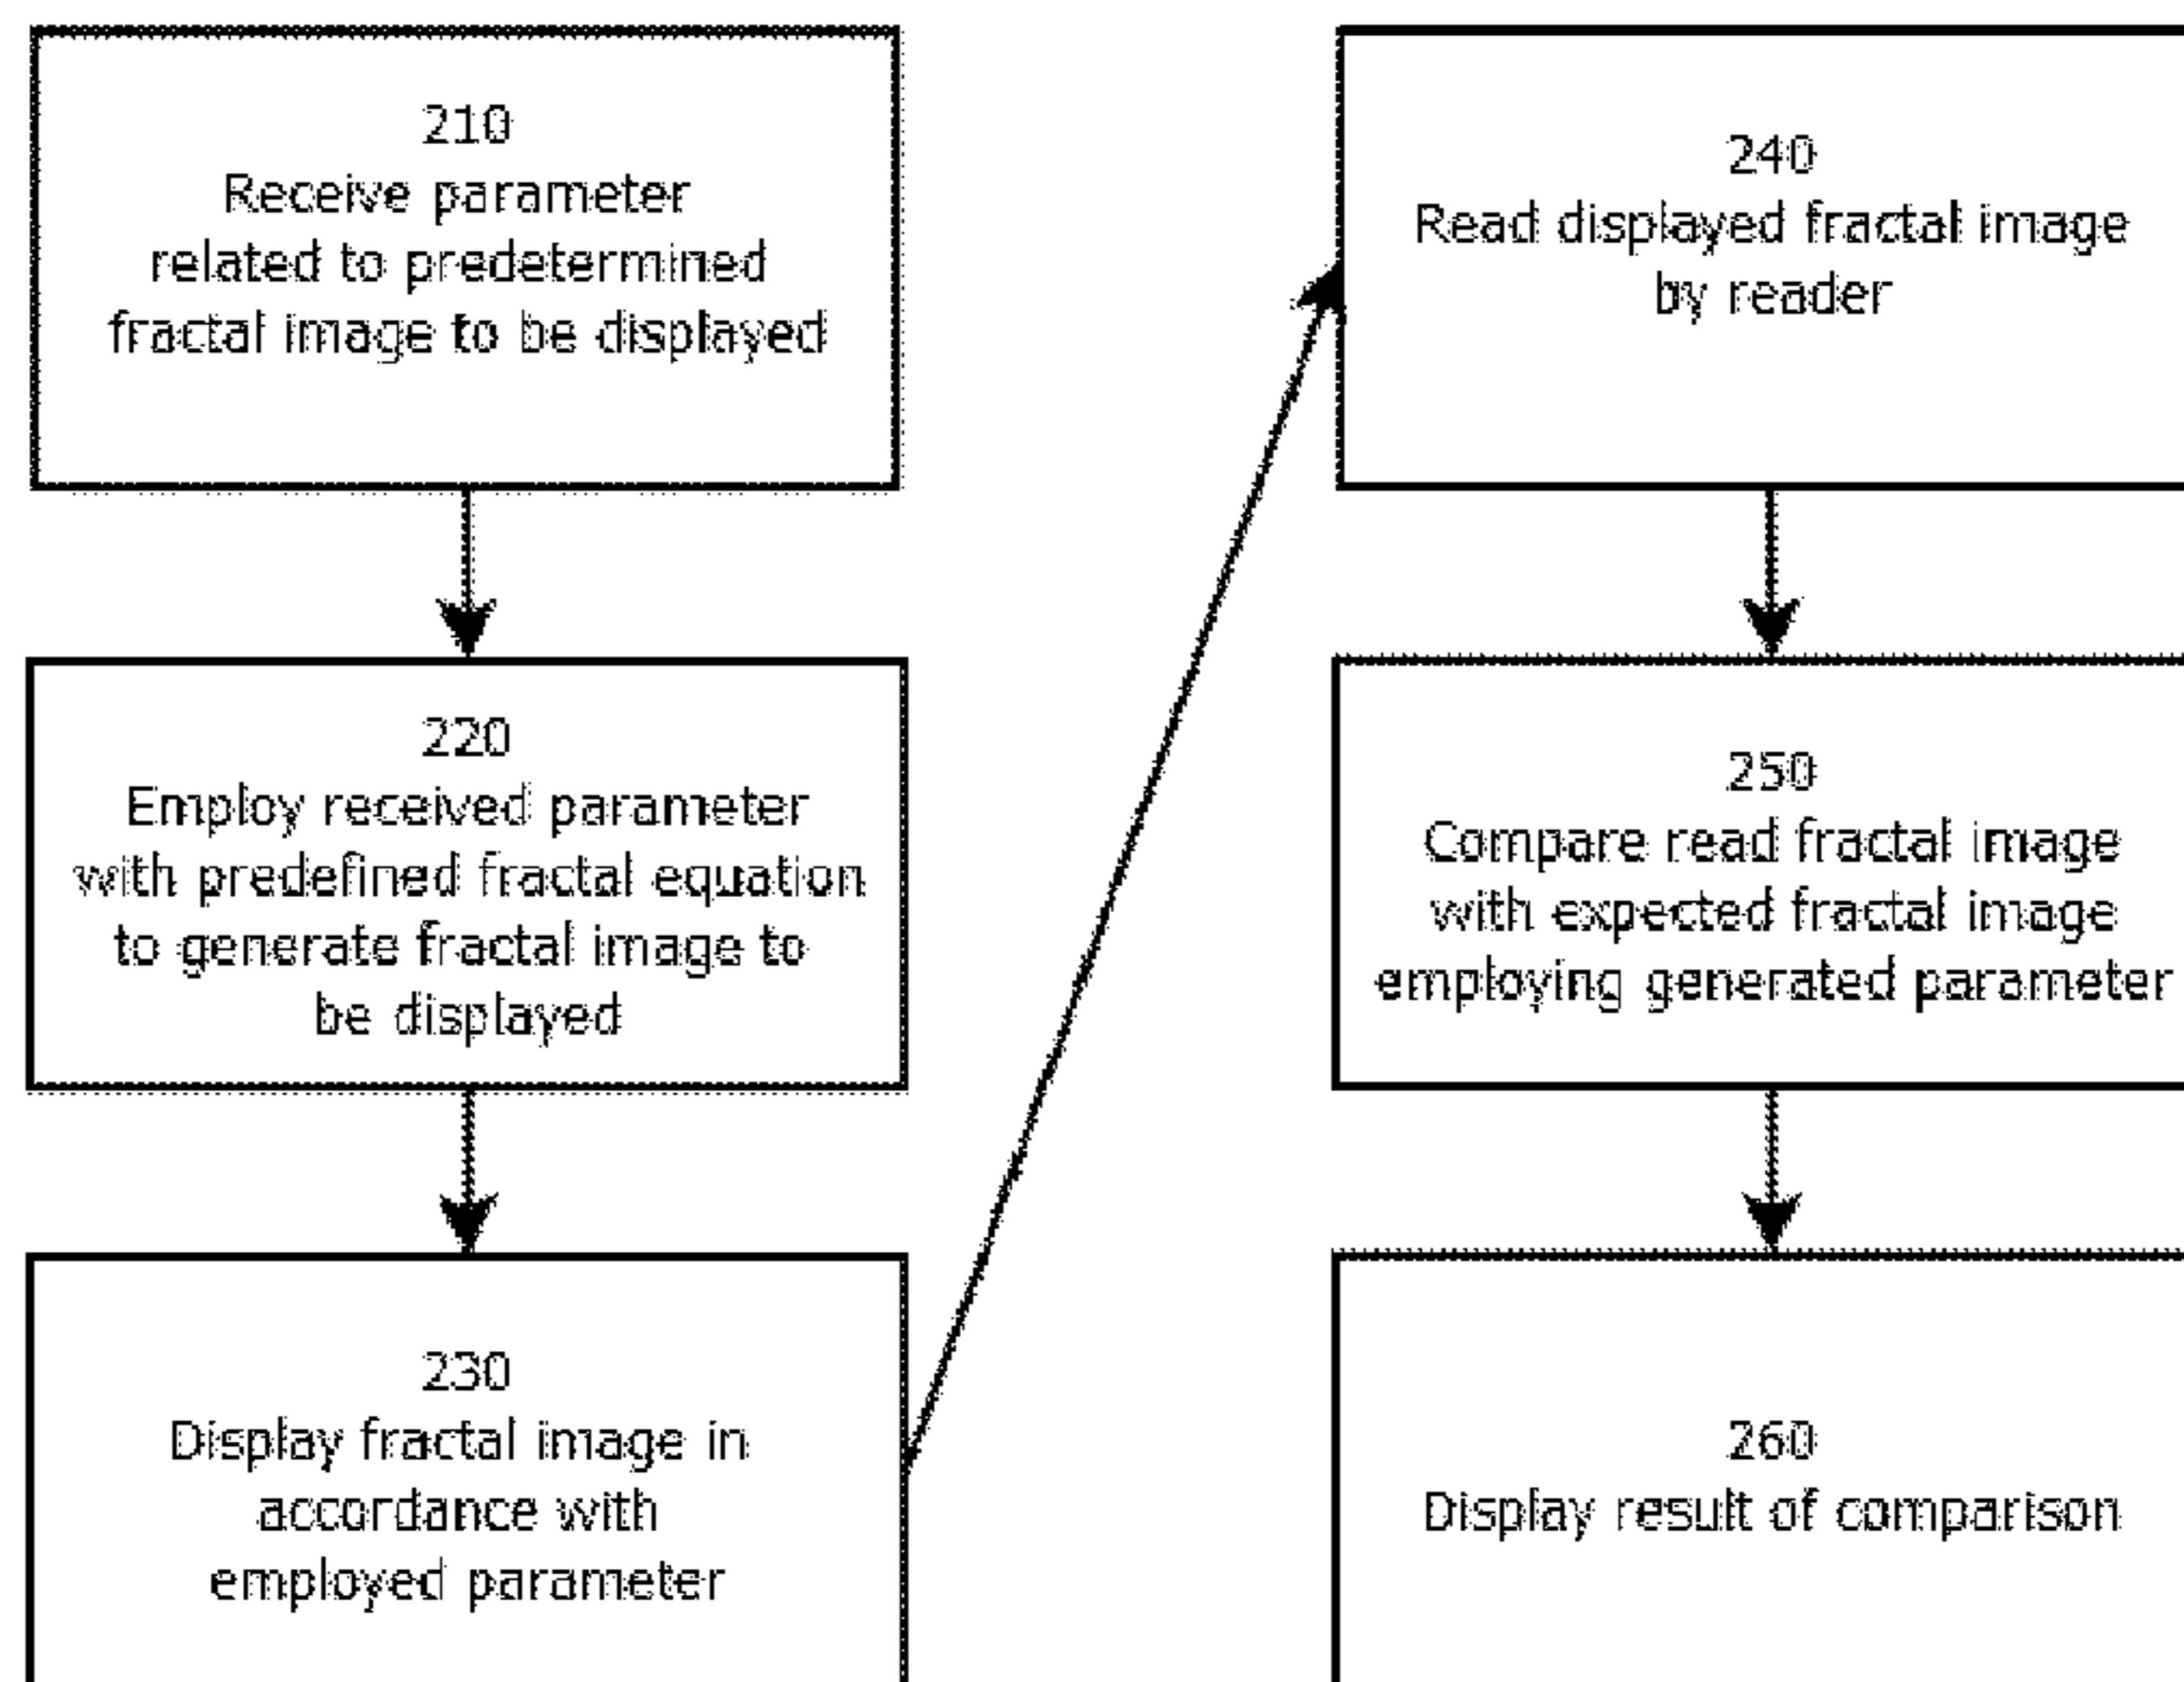 210
Receive parameter
related to predetermined
fractal image to be displayed
220
Employ received parameter
with predefined fractal equation
to generate fractal image to
be displayed
230
Display fractal image in
accordance with
employed parameter
240
Read displayed fractal image
by reader
250
Compare read fractal image
with expected fractal image
employing generated parameter
260
Display result of comparison